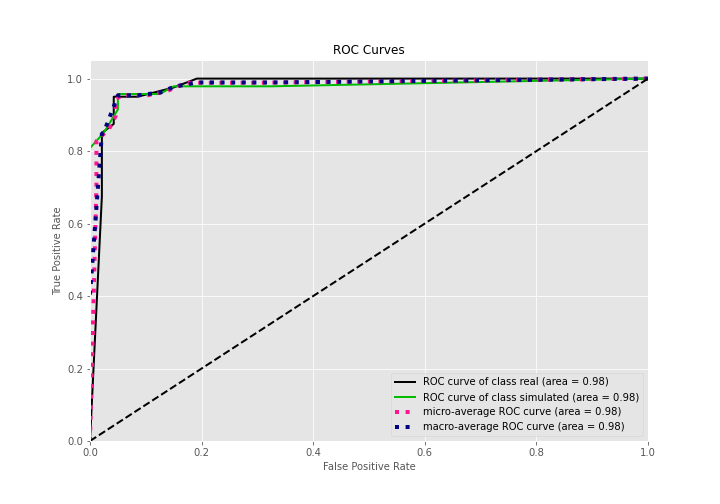 ROC Curves
True Positive Rate
1.0
0.8
0.6
0.4
0.2
0.0
0.0 0.2 0.4 0.6 0.8 1.0
False Positive Rate
ROC curve of class real (area = 0.98)
ROC curve of class simulated (area = 0.98)
micro-average ROC curve (area = 0.98)
macro-average ROC curve (area = 0.98)